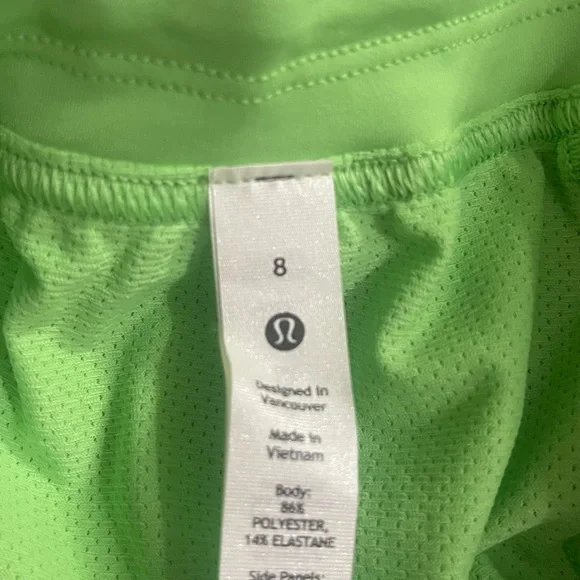 8
Designed in
Vancouver
Made in
Vietnam
Body:
86%
POLYESTER,
14% ELASTANE
Side Panels: